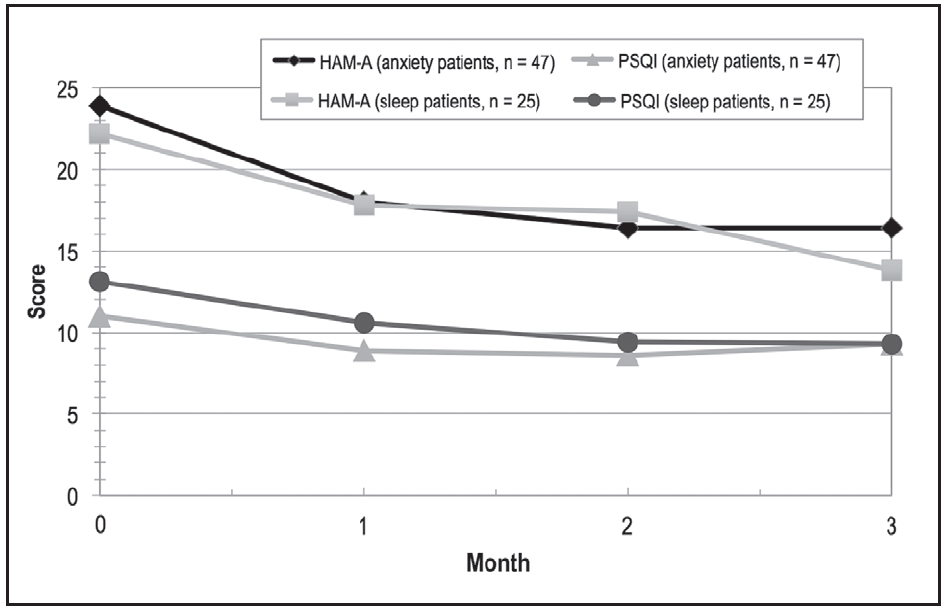 HAM-A (anxiety patients, n = 47) PSQI (anxiety patients, n = 47)
HAM-A (sleep patients, n = 25) PSQI (sleep patients, n = 25)
25
20
15
10
5
0
Score
0 1 2 3
Month